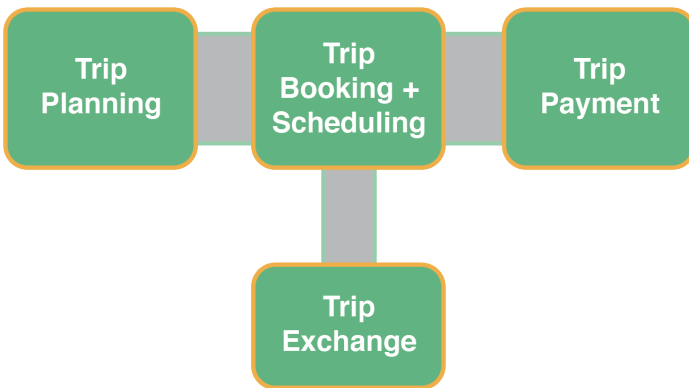 Trip
Planning
Trip
Booking +
Scheduling
Trip
Payment
Trip
Exchange